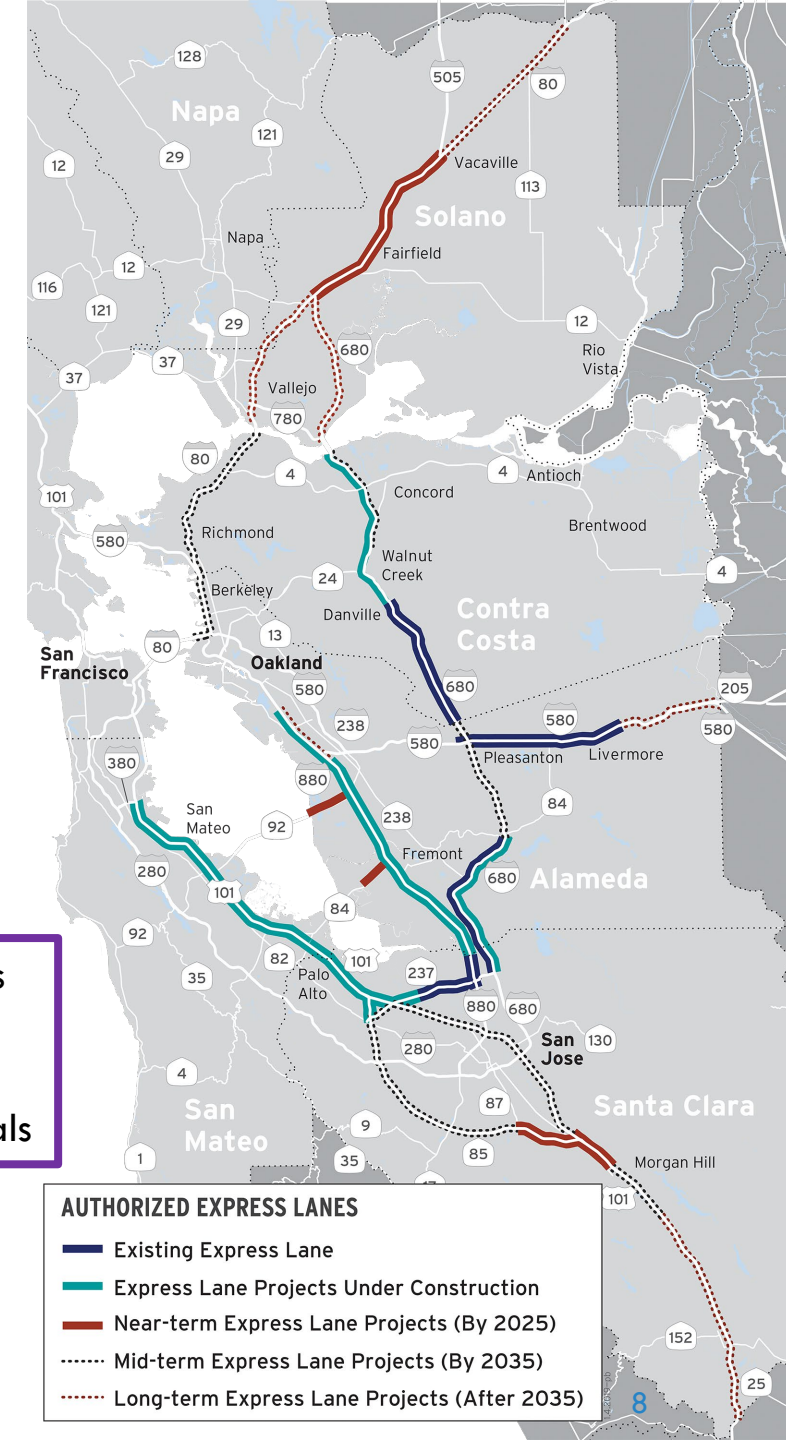 128
505
80
Napa
121
29
12
Vacaville
113
Solano
Napa
Fairfield
12
116
121
29
12
680
Rio
Vista
37
37
Vallejo
780
80
4
4
Antioch
101
Concord
Brentwood
Richmond
580
Walnut
Creek
24
4
Berkeley
Danville
Contra
Costa
13
80
San
Francisco
Oakland
580
680
205
238
580
580
580
Pleasanton
Livermore
380
880
84
San
Mateo
238
92
Fremont
280
680
Alameda
101
84
92
82
101
237
35
Palo
Alto
880
680
San
Jose
130
280
4
87
Santa Clara
San
Mateo
9
85
35
1
Morgan Hill
101
s
als
AUTHORIZED EXPRESS LANES
Existing Express Lane
Express Lane Projects Under Construction
Near-term Express Lane Projects (By 2025)
Mid-term Express Lane Projects (By 2035)
Long-term Express Lane Projects (After 2035)
152
25
8